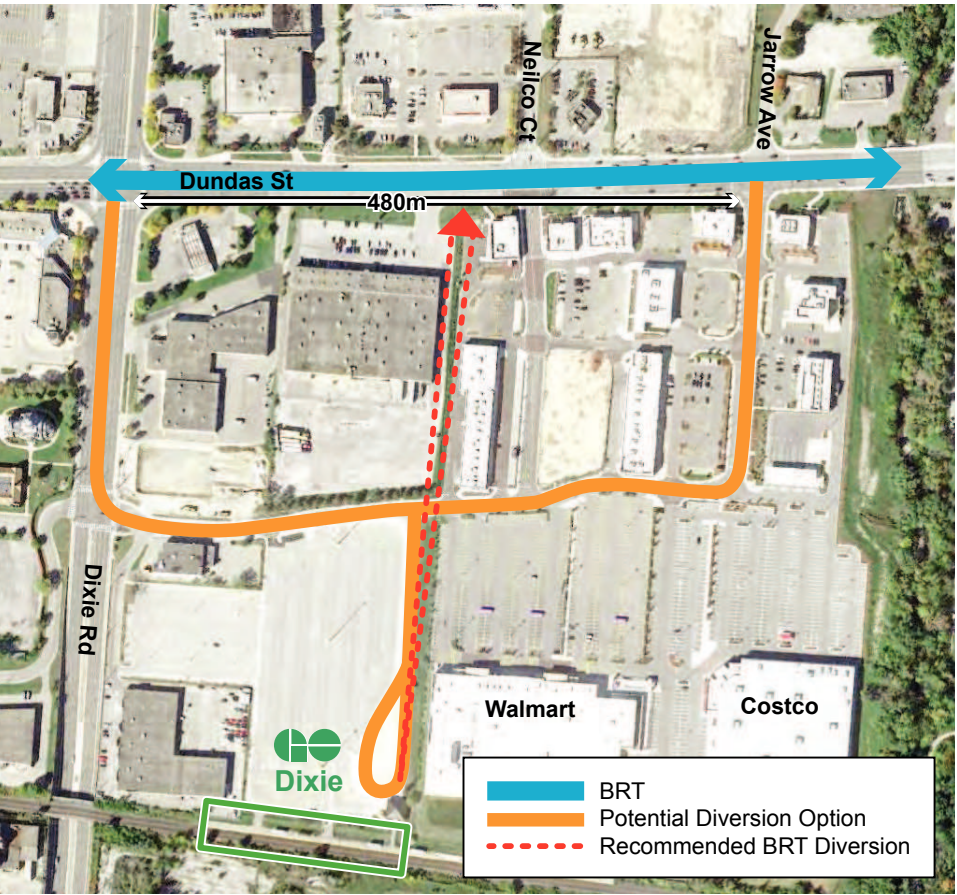 Neilco Ct
Jarrow Ave
Dundas St
480m
Dixie Rd
Walmart
Costco
GO
Dixie
BRT
Potential Diversion Option
Recommended BRT Diversion